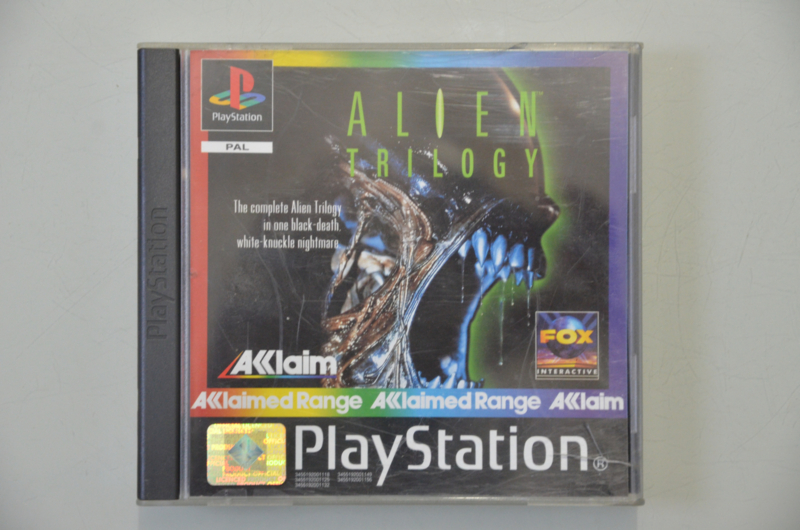 PlayStation
PAL
ALIEN™
TRILOGY
The complete Alien Trilogy
in one black-death,
white-knuckle nightmare.
AKlaim
FOX
INTERACTIVE
AKlaimed Range AKlaimed Range AKlaim
PlayStation®
PlayStation